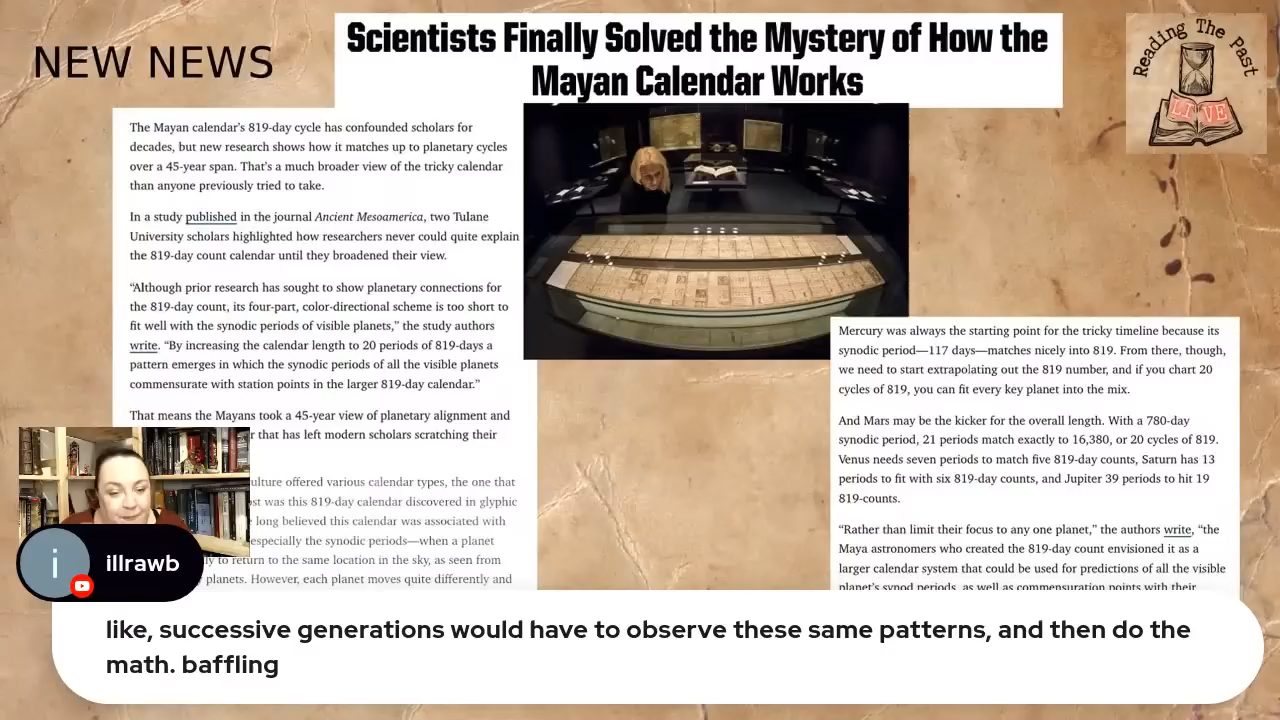 NEW NEWS
Scientists Finally Solved the Mystery of How the
Mayan Calendar Works
Reading The Past
LIVE
The Mayan calendar's 819-day cycle has confounded scholars for
decades, but new research shows how it matches up to planetary cycles
over a 45-year span. That's a much broader view of the tricky calendar
than anyone previously tried to take.
In a study published in the journal Ancient Mesoamerica, two Tulane
University scholars highlighted how researchers never could quite explain
the 819-day count calendar until they broadened their view.
“Although prior research has sought to show planetary connections for
the 819-day count, its four-part, color-directional scheme is too short to
fit well with the synodic periods of visible planets,” the study authors
write. “By increasing the calendar length to 20 periods of 819-days a
pattern emerges in which the synodic periods of all the visible planets
commensurate with station points in the larger 819-day calendar.”
That means the Mayans took a 45-year view of planetary alignment and
that has left modern scholars scratching their
offered various calendar types, the one that
was this 819-day calendar discovered in glyphic
long believed this calendar was associated with
especially the synodic periods—when a planet
to return to the same location in the sky, as seen from
planets. However, each planet moves quite differently and
Mercury was always the starting point for the tricky timeline because its
synodic period—117 days—matches nicely into 819. From there, though,
we need to start extrapolating out the 819 number, and if you chart 20
cycles of 819, you can fit every key planet into the mix.
And Mars may be the kicker for the overall length. With a 780-day
synodic period, 21 periods match exactly to 16,380, or 20 cycles of 819.
Venus needs seven periods to match five 819-day counts, Saturn has 13
periods to fit with six 819-day counts, and Jupiter 39 periods to hit 19
819-counts.
“Rather than limit their focus to any one planet,” the authors write, “the
Maya astronomers who created the 819-day count envisioned it as a
larger calendar system that could be used for predictions of all the visible
planet's synod periods, as well as commensuration points with their
i
illrawb
like, successive generations would have to observe these same patterns, and then do the
math. baffling